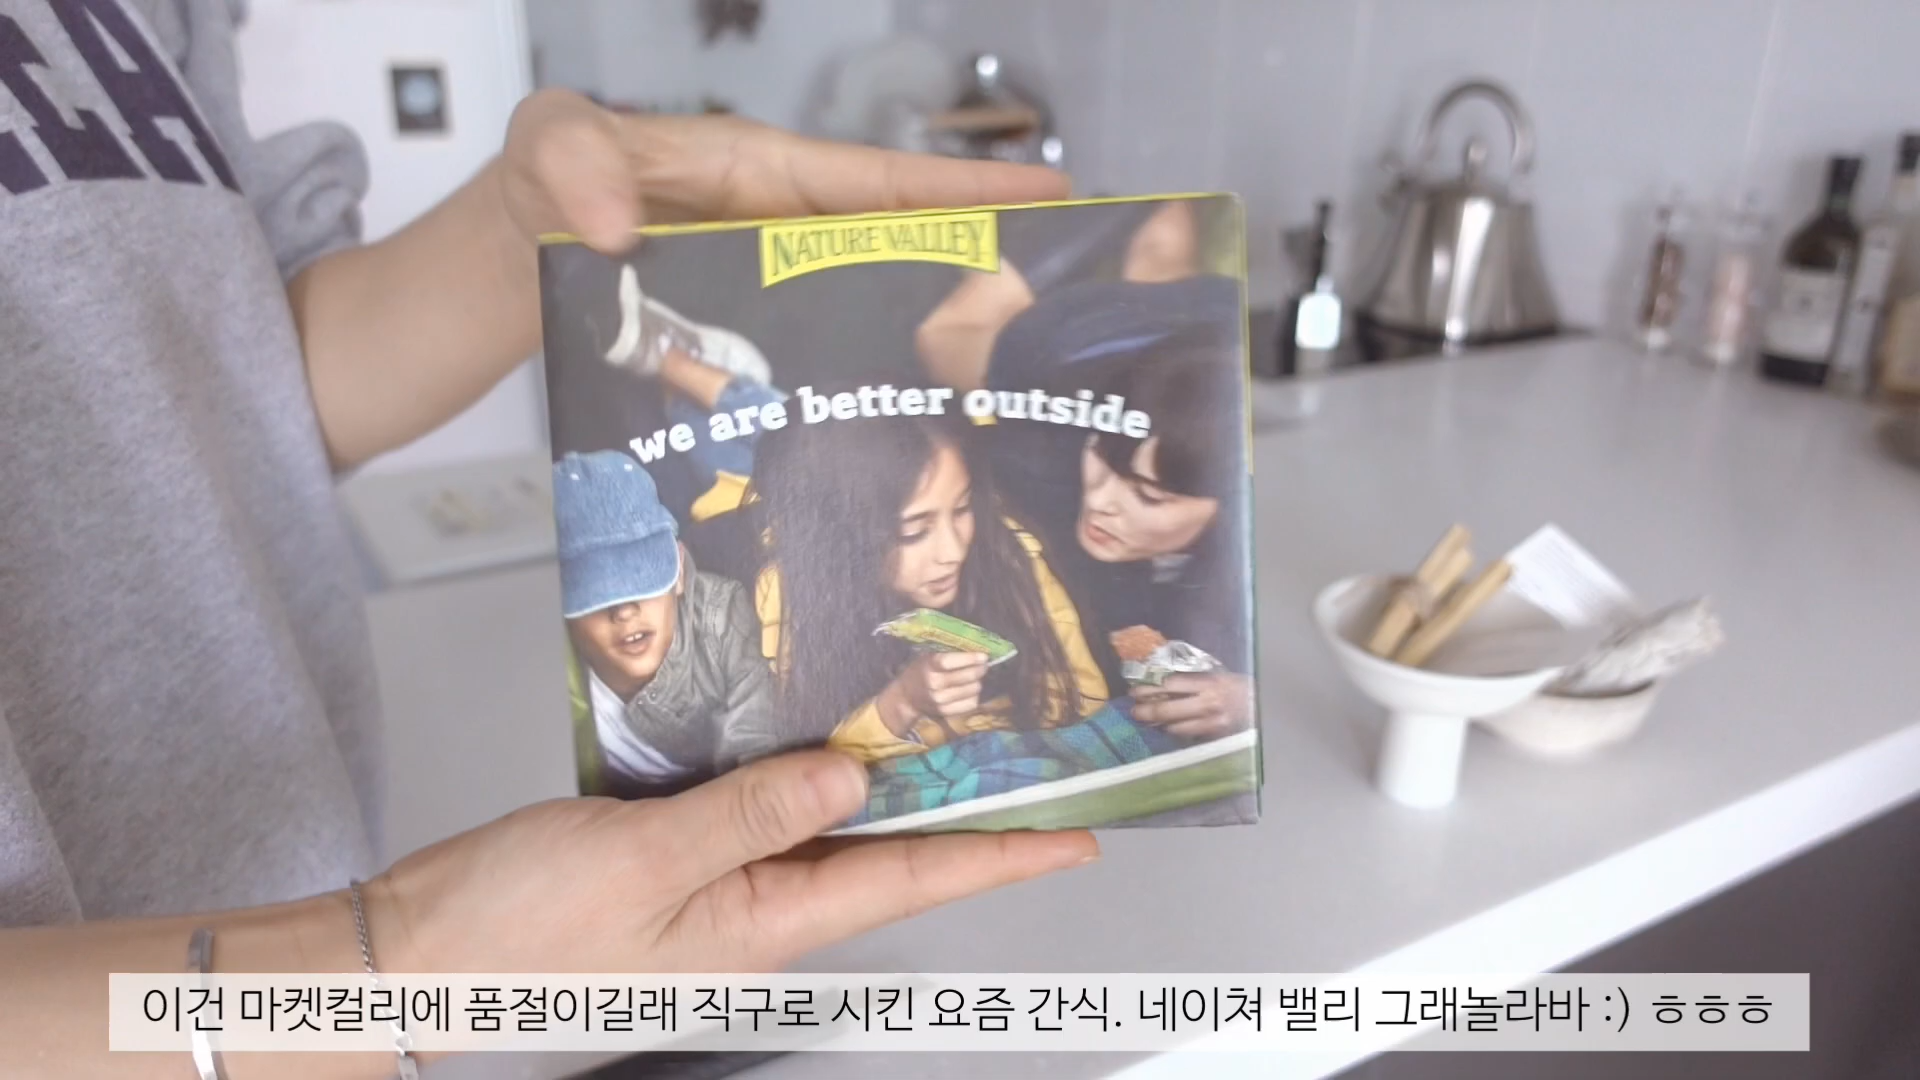 NATURE VALLEY
we are better outside
이건 마켓컬리에 품절이길래 직구로 시킨 요즘 간식. 네이쳐 밸리 그래놀라바 :) ㅎㅎㅎ